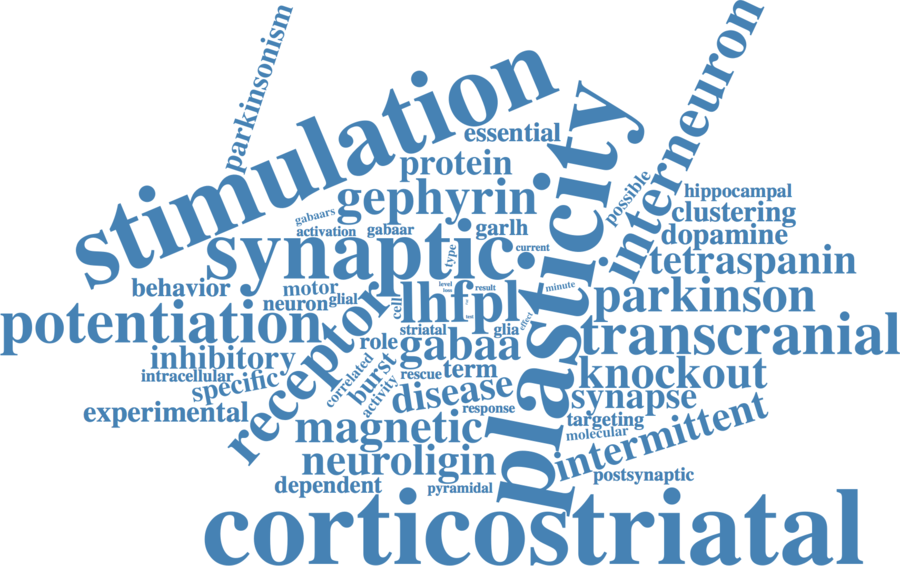 parkinsonism
stimulation
interneuron
plasticity
essential
protein
possible
hippocampal
gephyrin
gabaars
clustering
activation
gabaar
garlh
dopamine
synaptic
current
type
tetraspanin
behavior
motor
level
result
minute
parkinson
neuron
glial
cell
lhfpl
potentiation
receptor
striatal
glia
effect
transcranial
role
gabaa
inhibitory
correlated
burst
rescue
term
knockout
intracellular
specific
activity
disease
synapse
experimental
response
targeting
intermittent
magnetic
molecular
neuroligin
postsynaptic
dependent
pyramidal
corticostriatal